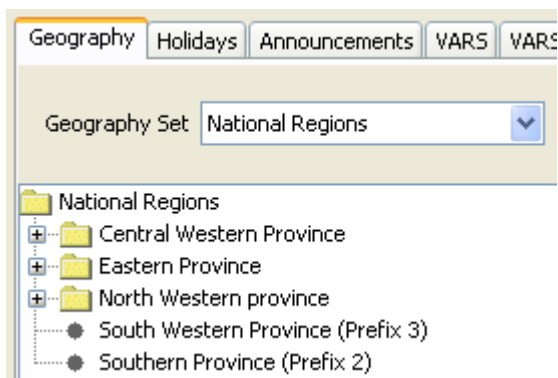 Geography Holidays Announcements VARS VARS
Geography Set National Regions
National Regions
Central Western Province
Eastern Province
North Western province
South Western Province (Prefix 3)
Southern Province (Prefix 2)